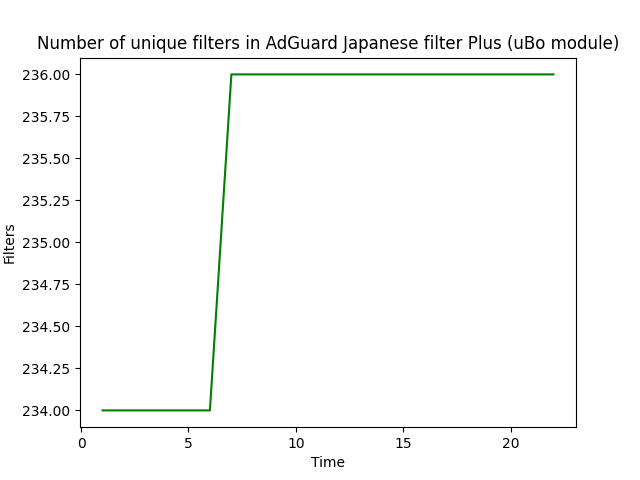 Number of unique filters in AdGuard Japanese filter Plus (uBo module)
236.00
235.75
235.50
235.25
235.00
234.75
234.50
234.25
234.00
Filters
0 5 10 15 20
Time